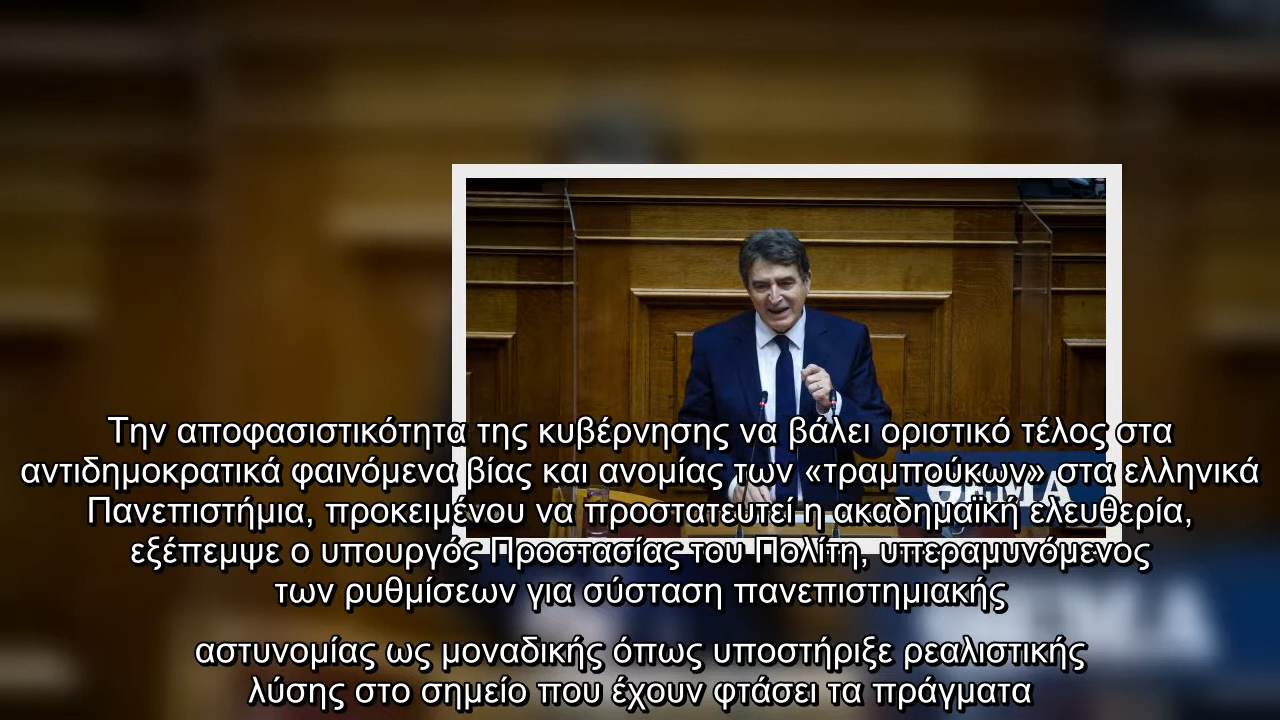 Την αποφασιστικότητα της κυβέρνησης να βάλει οριστικό τέλος στα
αντιδημοκρατικά φαινόμενα βίας και ανομίας των «τραμπούκων» στα ελληνικά
Πανεπιστήμια, προκειμένου να προστατευτεί η ακαδημαϊκή ελευθερία,
εξέπεμψε ο υπουργός Προστασίας του Πολίτη, υπεραμυνόμενος
των ρυθμίσεων για σύσταση πανεπιστημιακής
αστυνομίας ως μοναδικής όπως υποστήριξε ρεαλιστικής
λύσης στο σημείο που έχουν φτάσει τα πράγματα